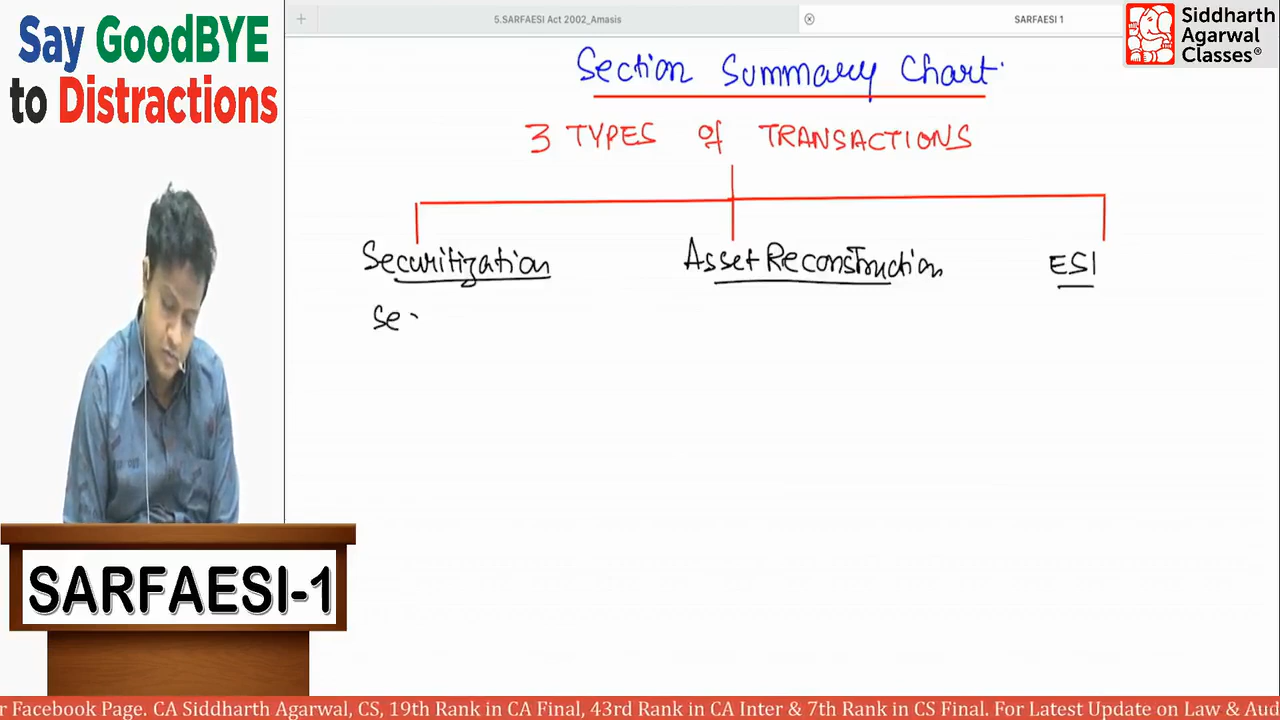 Say GoodBYE
to Distractions
5.SARFAESI Act 2002_Amasis
SARFAESI 1
Siddharth
Agarwal
Classes®
Section Summary Chart.
3 TYPES of TRANSACTIONS
Securitization
Asset Reconstruction
ESI
Se
SARFAESI-1
r Facebook Page. CA Siddharth Agarwal, CS, 19th Rank in CA Final, 43rd Rank in CA Inter & 7th Rank in CS Final. For Latest Update on Law & Aud